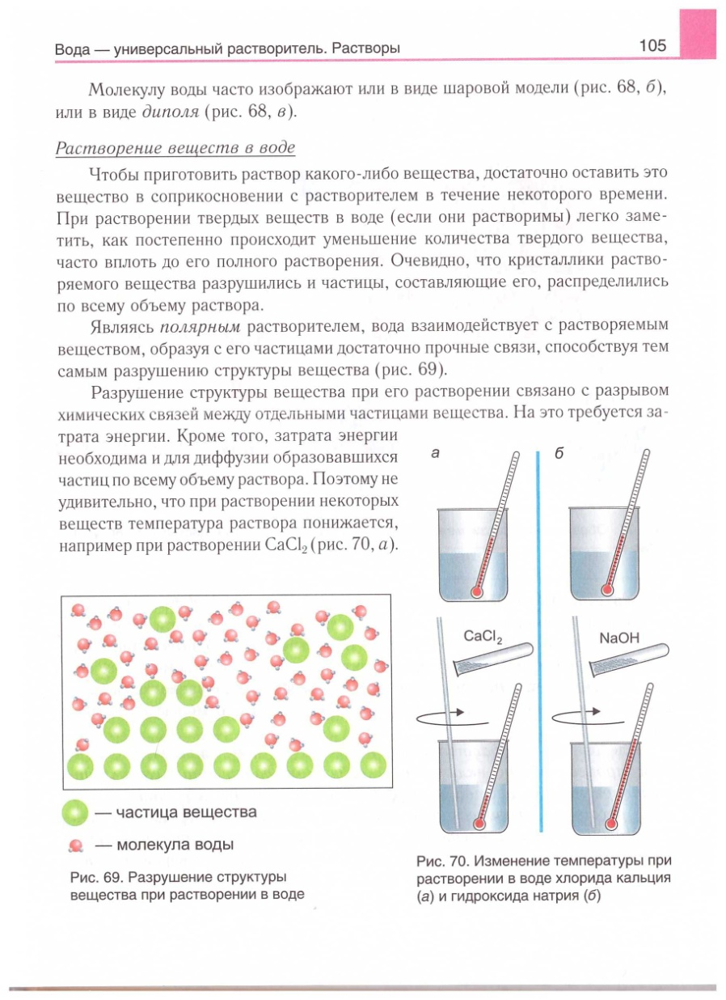 Вода — универсальный растворитель. Растворы 105
Молекулу воды часто изображают или в виде шаровой модели (рис. 68, б),
или в виде диполя (рис. 68, в).
Растворение веществ в воде
Чтобы приготовить раствор какого-либо вещества, достаточно оставить это
вещество в соприкосновении с растворителем в течение некоторого времени.
При растворении твердых веществ в воде (если они растворимы) легко заме-
тить, как постепенно происходит уменьшение количества твердого вещества,
часто вплоть до его полного растворения. Очевидно, что кристаллики раство-
ряемого вещества разрушились и частицы, составляющие его, распределились
по всему объему раствора.
Являясь полярным растворителем, вода взаимодействует с растворяемым
веществом, образуя с его частицами достаточно прочные связи, способствуя тем
самым разрушению структуры вещества (рис. 69).
Разрушение структуры вещества при его растворении связано с разрывом
химических связей между отдельными частицами вещества. На это требуется за-
трата энергии. Кроме того, затрата энергии
необходима и для диффузии образовавшихся
частиц по всему объему раствора. Поэтому не
удивительно, что при растворении некоторых
веществ температура раствора понижается,
например при растворении CaCl₂ (рис. 70, а).
— частица вещества
— молекула воды
Рис. 69. Разрушение структуры
вещества при растворении в воде
а б
CaCl₂ NaOH
Рис. 70. Изменение температуры при
растворении в воде хлорида кальция
(а) и гидроксида натрия (б)